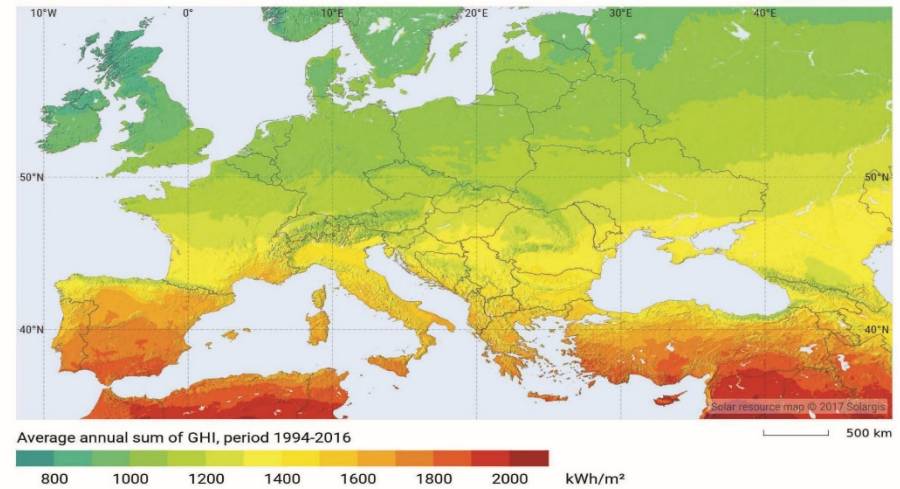 10°W 0° 10°E 20°E 30°E 40°E
50°N 50°N
40°N 40°N
Solar resource map © 2017 Solargis
Average annual sum of GHI, period 1994-2016
500 km
800 1000 1200 1400 1600 1800 2000 kWh/m²